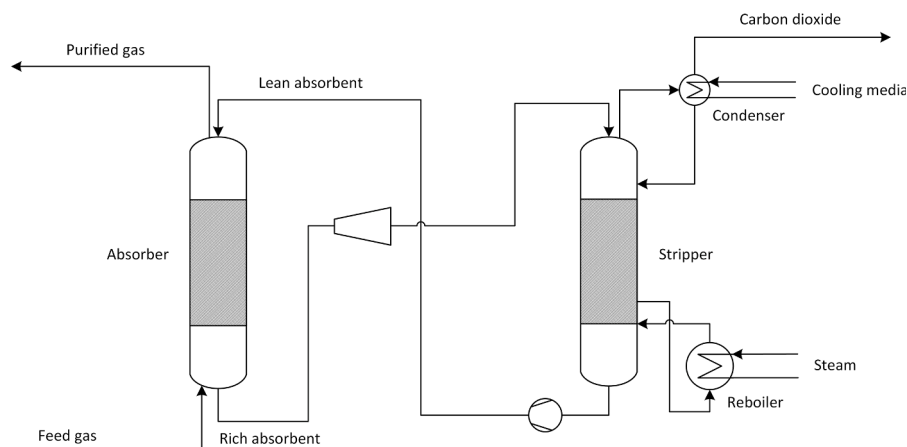 Carbon dioxide
Purified gas
Lean absorbent
Cooling media
Condenser
Absorber
Stripper
Steam
Reboiler
Feed gas
Rich absorbent